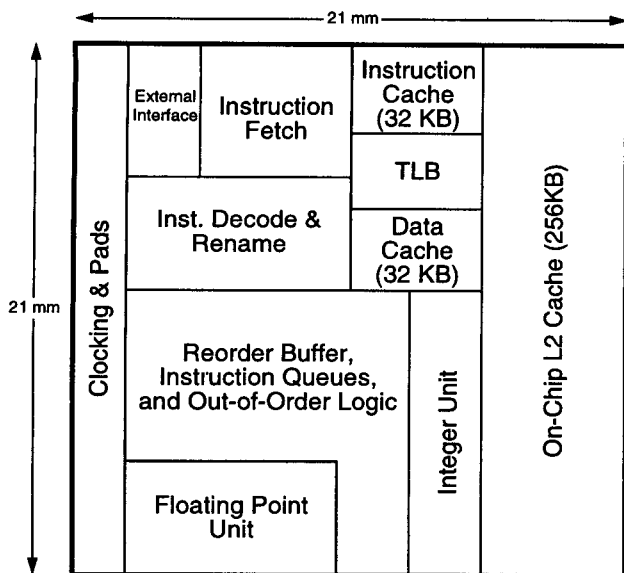 21 mm
21 mm
Clocking & Pads
External
Interface
Instruction
Fetch
Instruction
Cache
(32 KB)
TLB
Inst. Decode &
Rename
Data
Cache
(32 KB)
Reorder Buffer,
Instruction Queues,
and Out-of-Order Logic
Floating Point
Unit
Integer Unit
On-Chip L2 Cache (256KB)